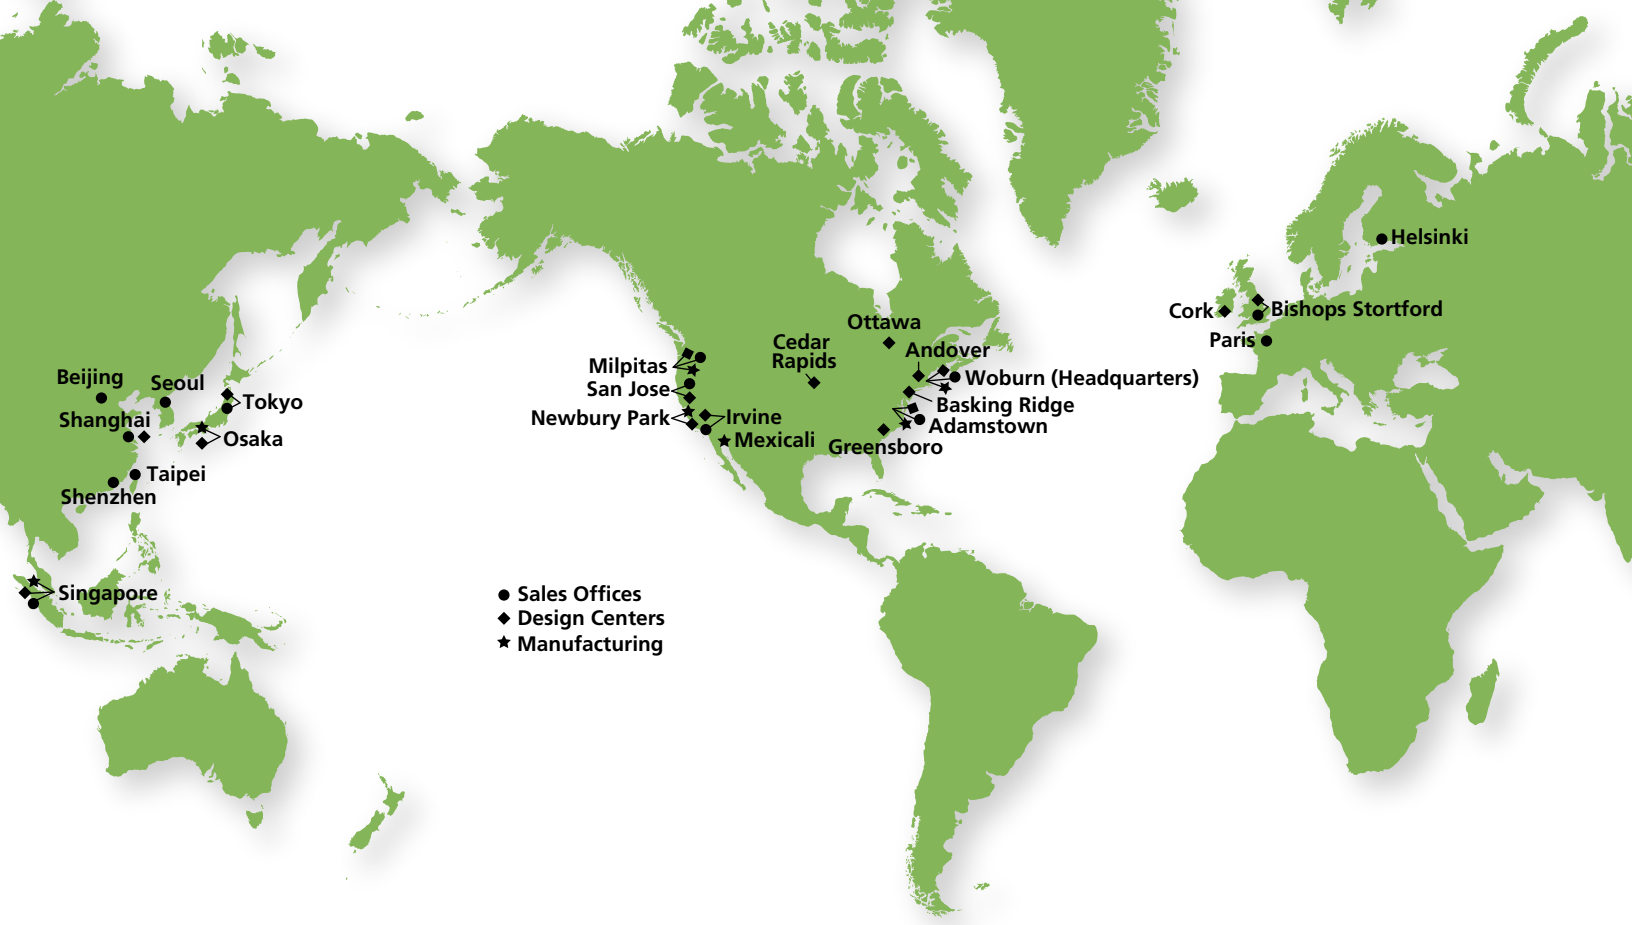 Helsinki
Cork
Bishops Stortford
Paris
Ottawa
Cedar
Rapids
Andover
Milpitas
Woburn (Headquarters)
San Jose
Basking Ridge
Newbury Park
Irvine
Adamstown
Mexicali
Greensboro
Beijing
Seoul
Tokyo
Shanghai
Osaka
Taipei
Shenzhen
Singapore
Sales Offices
Design Centers
Manufacturing